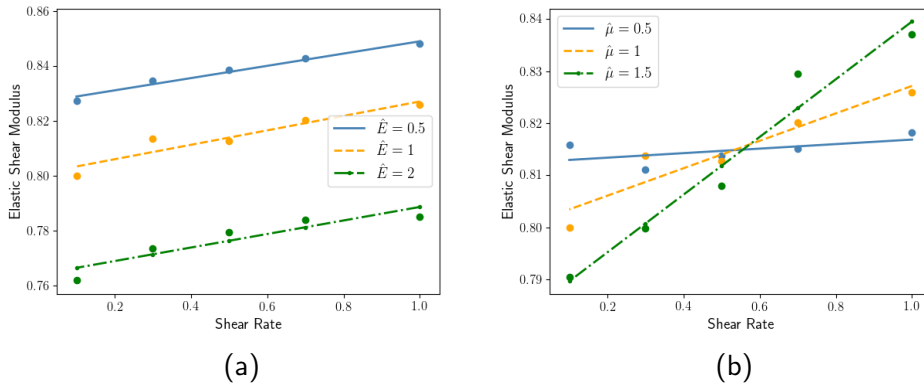 0.86
0.84
0.82
0.80
0.78
0.76
Elastic Shear Modulus
Ê = 0.5
Ê = 1
Ê = 2
0.2 0.4 0.6 0.8 1.0
Shear Rate
(a)
0.84
0.83
0.82
0.81
0.80
0.79
Elastic Shear Modulus
μ̂ = 0.5
μ̂ = 1
μ̂ = 1.5
0.2 0.4 0.6 0.8 1.0
Shear Rate
(b)